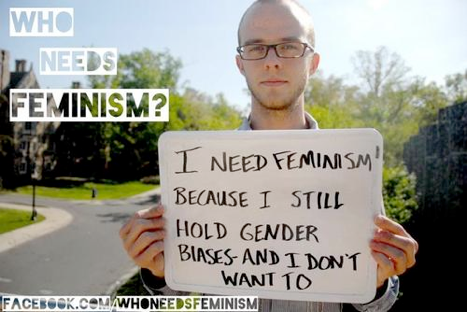 WHO
NEEDS
FEMINISM?
I NEED FEMINISM
BECAUSE I STILL
HOLD GENDER
BIASES-AND I DON'T
WANT TO
FACEBOOK.COM/WHONEEDSFEMINISM